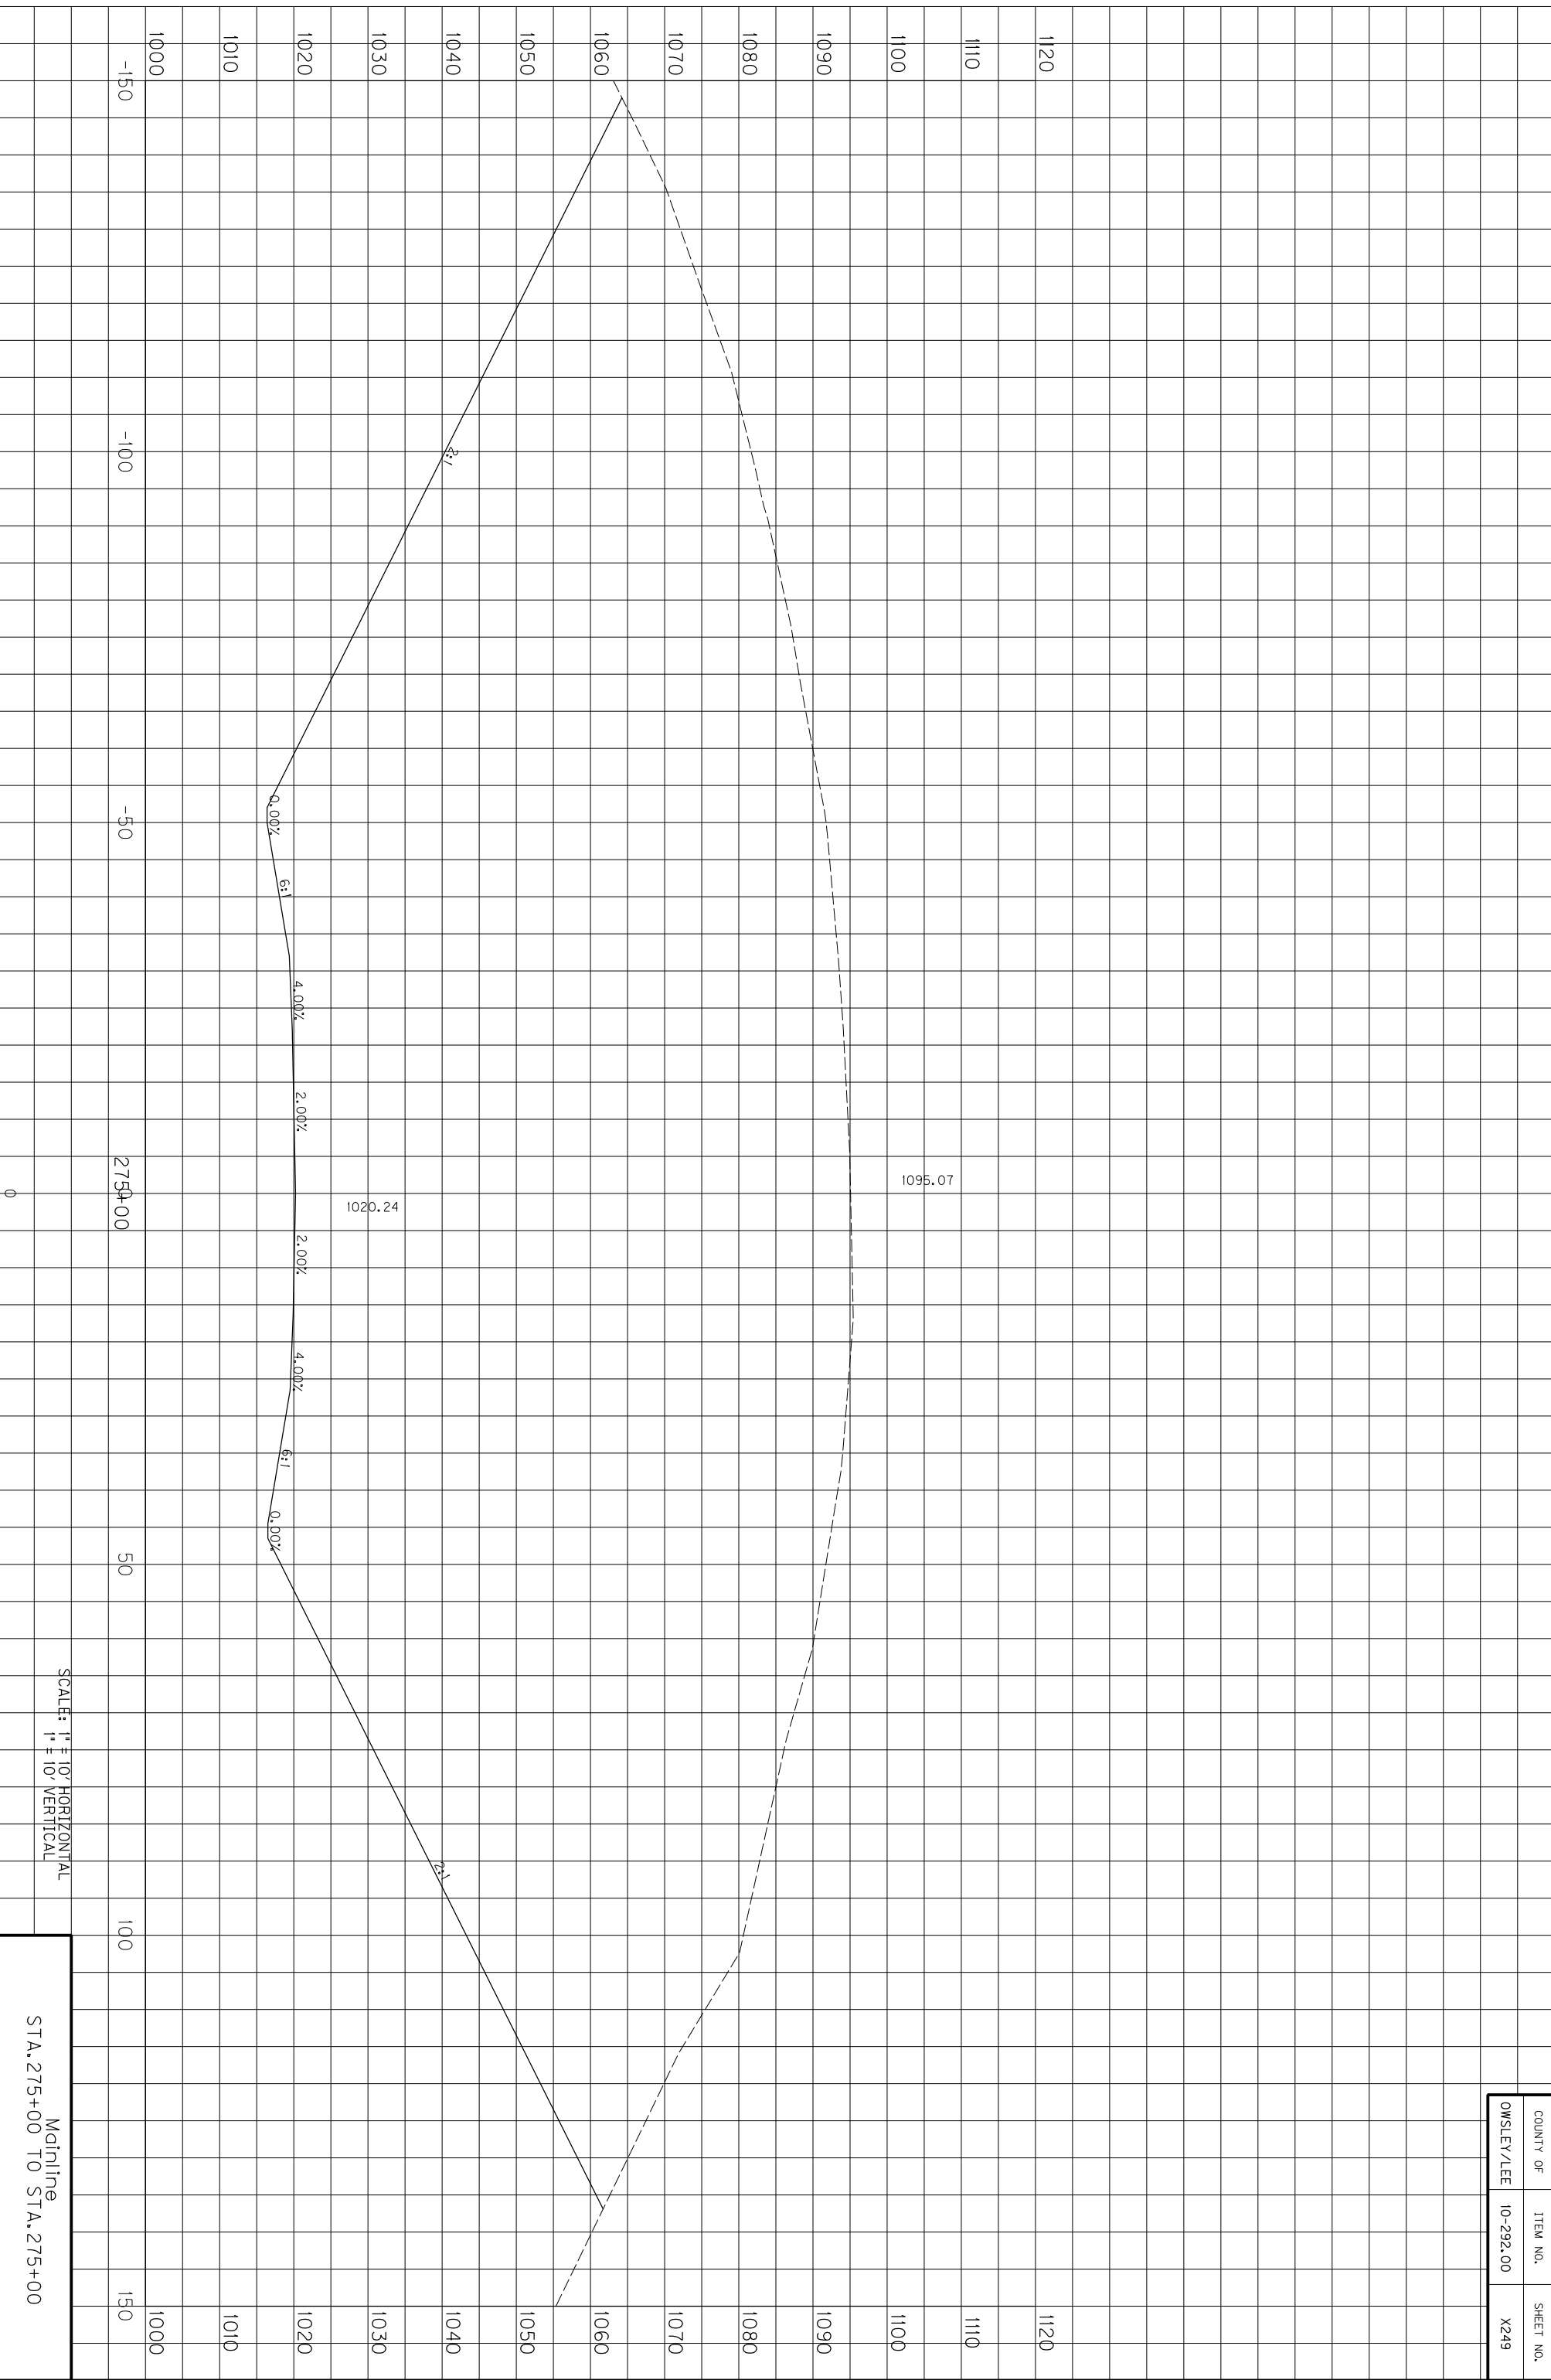 COUNTY OF ITEM NO. SHEET NO.
OWSLEY/LEE 10-292.00 X249
1120 1120
1110 1110
1100 1100
1095.07
1090 1090
1080 1080
1070 1070
1060 1060
1050 1050
1040 1040
2:1 2:1
1030 1030
1020.24
1020 1020
0.00% 6:1 4.00% 2.00% 2.00% 4.00% 6:1 0.00%
1010 1010
1000 1000
-150 -100 -50 0 50 100 150
275+00
SCALE: 1" = 10' HORIZONTAL
1" = 10' VERTICAL
Mainline
STA.275+00 TO STA.275+00
0